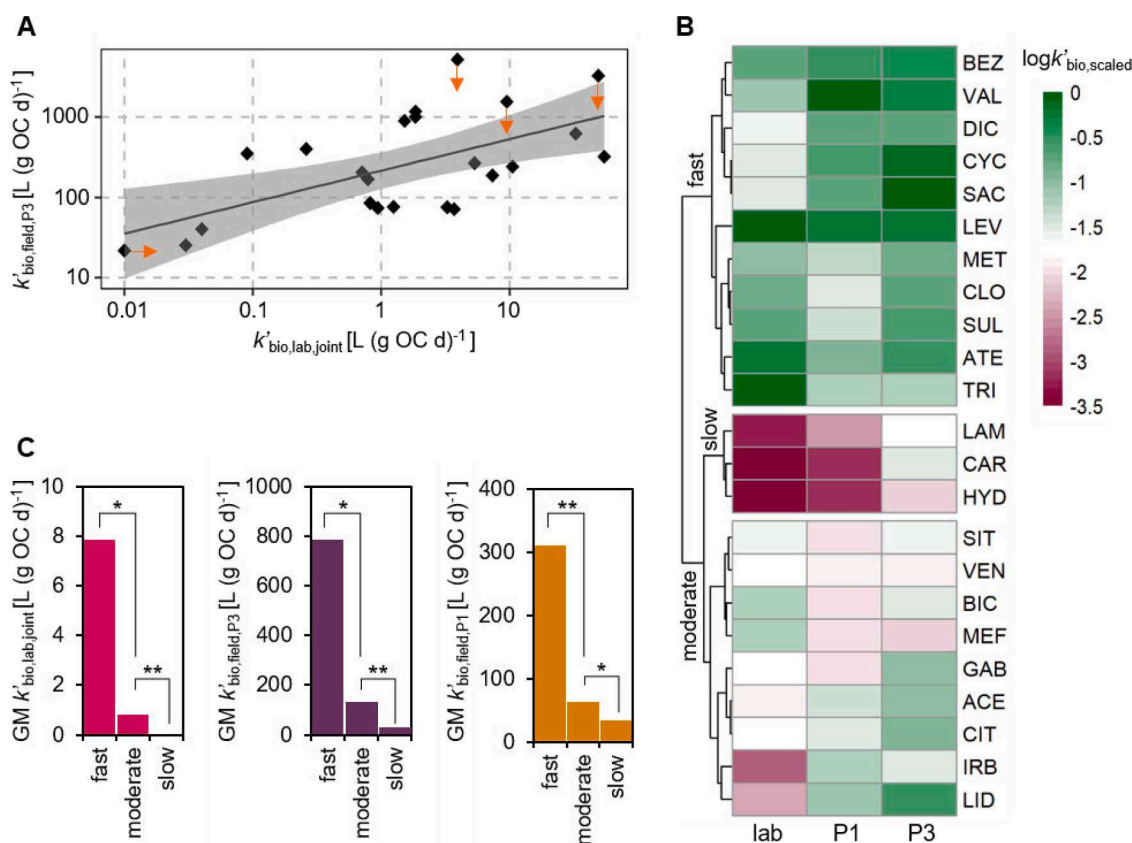 A
k'bio,field,P3 [L (g OC d)-1]
1000
100
10
0.01
0.1
1
10
k'bio,lab,joint [L (g OC d)-1]
B
fast
slow
moderate
BEZ
VAL
DIC
CYC
SAC
LEV
MET
CLO
SUL
ATE
TRI
LAM
CAR
HYD
SIT
VEN
BIC
MEF
GAB
ACE
CIT
IRB
LID
lab
P1
P3
logk'bio,scaled
0
-0.5
-1
-1.5
-2
-2.5
-3
-3.5
C
GM k'bio,lab,joint [L (g OC d)-1]
10
8
6
4
2
0
*
**
fast
moderate
slow
GM k'bio,field,P3 [L (g OC d)-1]
1000
800
600
400
200
0
*
**
fast
moderate
slow
GM k'bio,field,P1 [L (g OC d)-1]
400
300
200
100
0
**
*
fast
moderate
slow